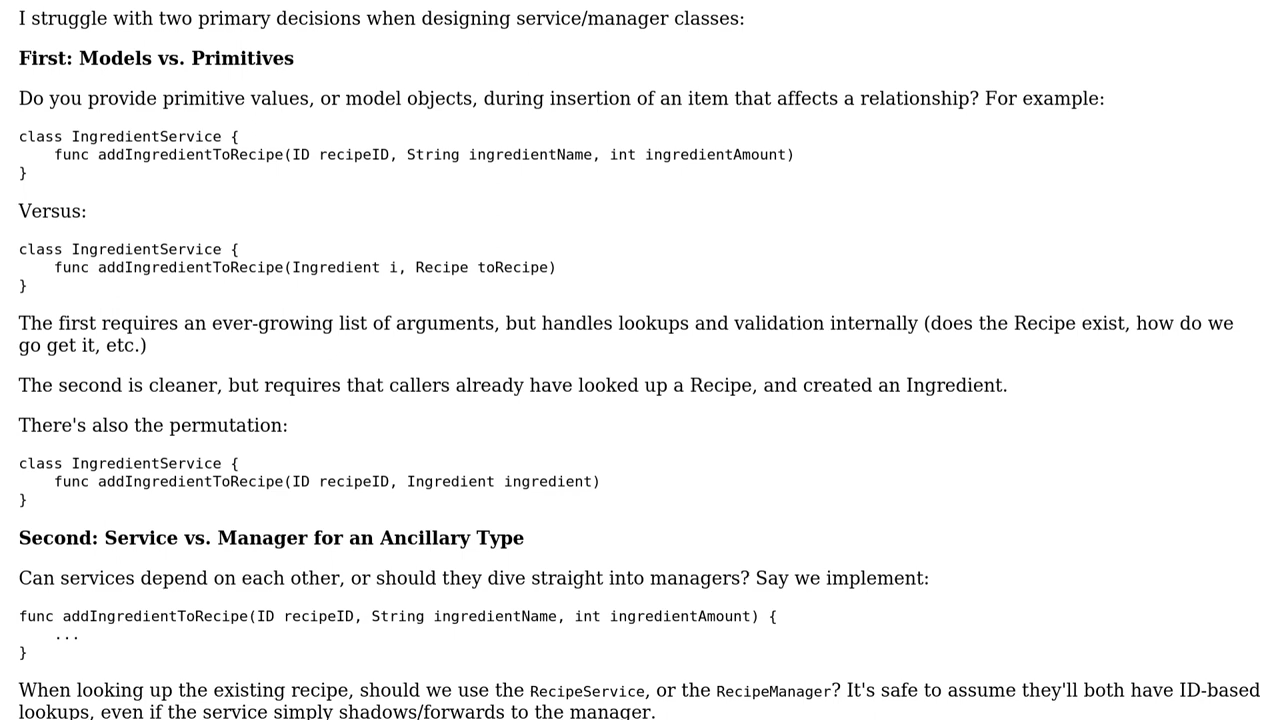 I struggle with two primary decisions when designing service/manager classes:
First: Models vs. Primitives
Do you provide primitive values, or model objects, during insertion of an item that affects a relationship? For example:
class IngredientService {
    func addIngredientToRecipe(ID recipeID, String ingredientName, int ingredientAmount)
}
Versus:
class IngredientService {
    func addIngredientToRecipe(Ingredient i, Recipe toRecipe)
}
The first requires an ever-growing list of arguments, but handles lookups and validation internally (does the Recipe exist, how do we
go get it, etc.)
The second is cleaner, but requires that callers already have looked up a Recipe, and created an Ingredient.
There's also the permutation:
class IngredientService {
    func addIngredientToRecipe(ID recipeID, Ingredient ingredient)
}
Second: Service vs. Manager for an Ancillary Type
Can services depend on each other, or should they dive straight into managers? Say we implement:
func addIngredientToRecipe(ID recipeID, String ingredientName, int ingredientAmount) {
    ...
}
When looking up the existing recipe, should we use the RecipeService, or the RecipeManager? It's safe to assume they'll both have ID-based
lookups, even if the service simply shadows/forwards to the manager.